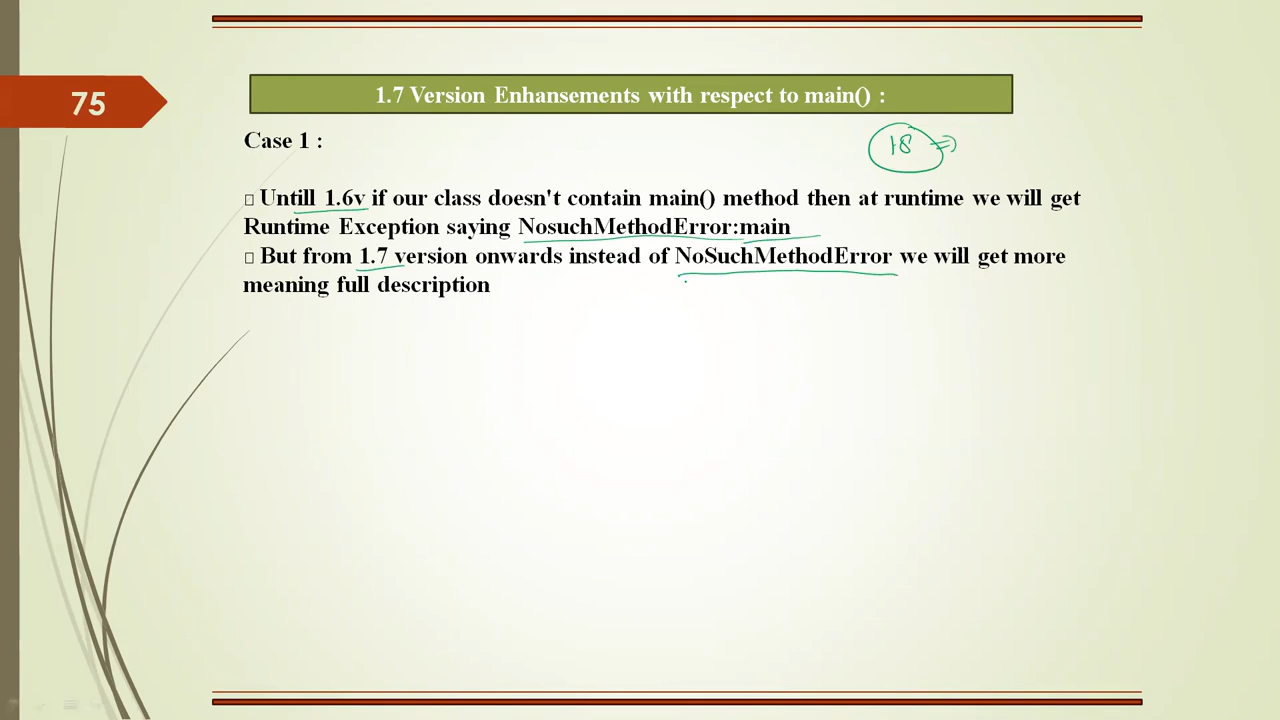 75
1.7 Version Enhansements with respect to main() :
Case 1 :
18 ⇒
Untill 1.6v if our class doesn't contain main() method then at runtime we will get
Runtime Exception saying NosuchMethodError:main
But from 1.7 version onwards instead of NoSuchMethodError we will get more
meaning full description